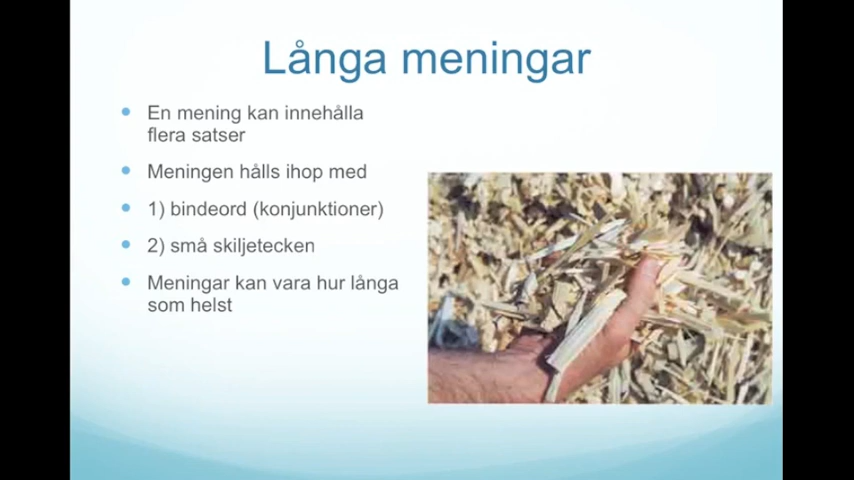 Långa meningar
En mening kan innehålla
flera satser
Meningen hålls ihop med
1) bindeord (konjunktioner)
2) små skiljetecken
Meningar kan vara hur långa
som helst